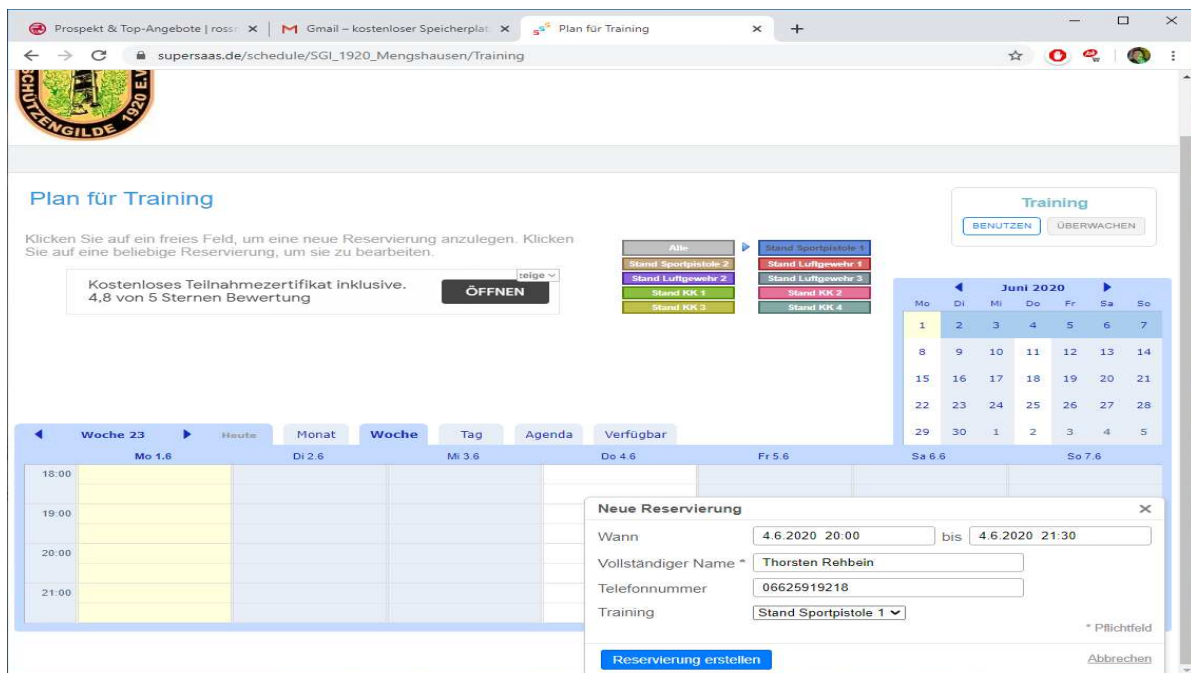 Prospekt & Top-Angebote | rossm
Gmail – kostenloser Speicherplatz
Plan für Training
supersaas.de/schedule/SGI_1920_Mengshausen/Training
SCHÜTZENGILDE 1920 E.V.
Plan für Training
Klicken Sie auf ein freies Feld, um eine neue Reservierung anzulegen. Klicken
Sie auf eine beliebige Reservierung, um sie zu bearbeiten.
Kostenloses Teilnahmezertifikat inklusive.
4,8 von 5 Sternen Bewertung
ÖFFNEN
Alle Stand Sportpistole 1
Stand Sportpistole 2 Stand Luftgewehr 1
Stand Luftgewehr 2 Stand Luftgewehr 3
Stand KK 1 Stand KK 2
Stand KK 3 Stand KK 4
Training
BENUTZEN ÜBERWACHEN
Juni 2020
Mo Di Mi Do Fr Sa So
1 2 3 4 5 6 7
8 9 10 11 12 13 14
15 16 17 18 19 20 21
22 23 24 25 26 27 28
29 30 1 2 3 4 5
Woche 23 Heute Monat Woche Tag Agenda Verfügbar
Mo 1.6 Di 2.6 Mi 3.6 Do 4.6 Fr 5.6 Sa 6.6 So 7.6
18:00
19:00
20:00
21:00
Neue Reservierung
Wann 4.6.2020 20:00 bis 4.6.2020 21:30
Vollständiger Name * Thorsten Rehbein
Telefonnummer 06625919218
Training Stand Sportpistole 1
* Pflichtfeld
Reservierung erstellen Abbrechen